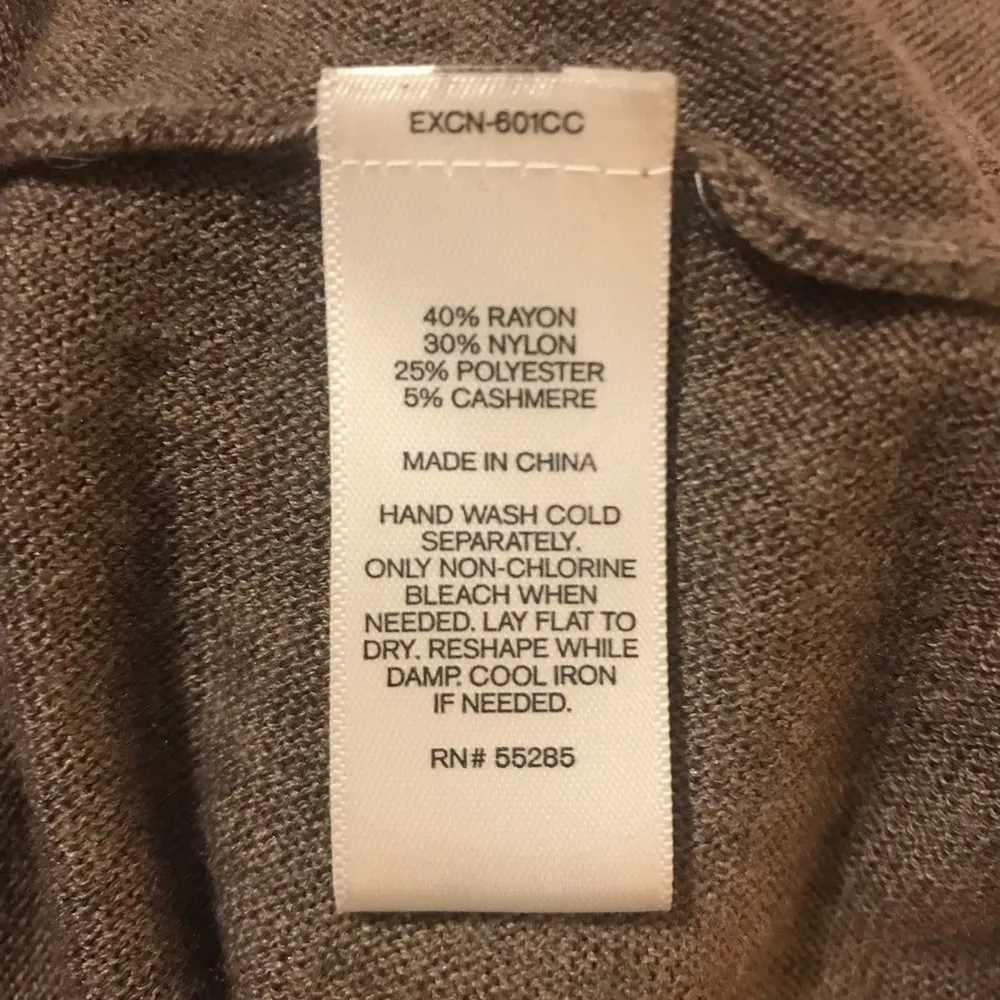 EXCN-601CC
40% RAYON
30% NYLON
25% POLYESTER
5% CASHMERE
MADE IN CHINA
HAND WASH COLD
SEPARATELY.
ONLY NON-CHLORINE
BLEACH WHEN
NEEDED. LAY FLAT TO
DRY. RESHAPE WHILE
DAMP. COOL IRON
IF NEEDED.
RN# 55285